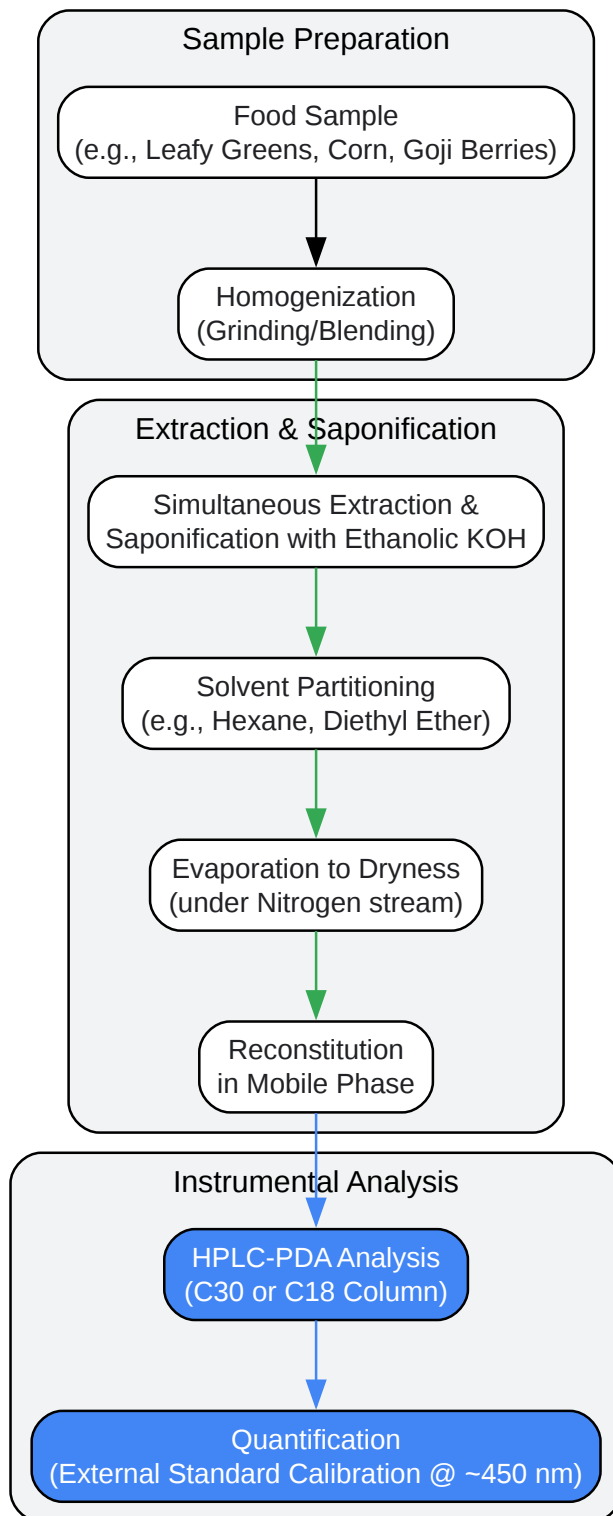 Sample Preparation
Food Sample
(e.g., Leafy Greens, Corn, Goji Berries)
Homogenization
(Grinding/Blending)
Extraction & Saponification
Simultaneous Extraction &
Saponification with Ethanolic KOH
Solvent Partitioning
(e.g., Hexane, Diethyl Ether)
Evaporation to Dryness
(under Nitrogen stream)
Reconstitution
in Mobile Phase
Instrumental Analysis
HPLC-PDA Analysis
(C30 or C18 Column)
Quantification
(External Standard Calibration @ ~450 nm)